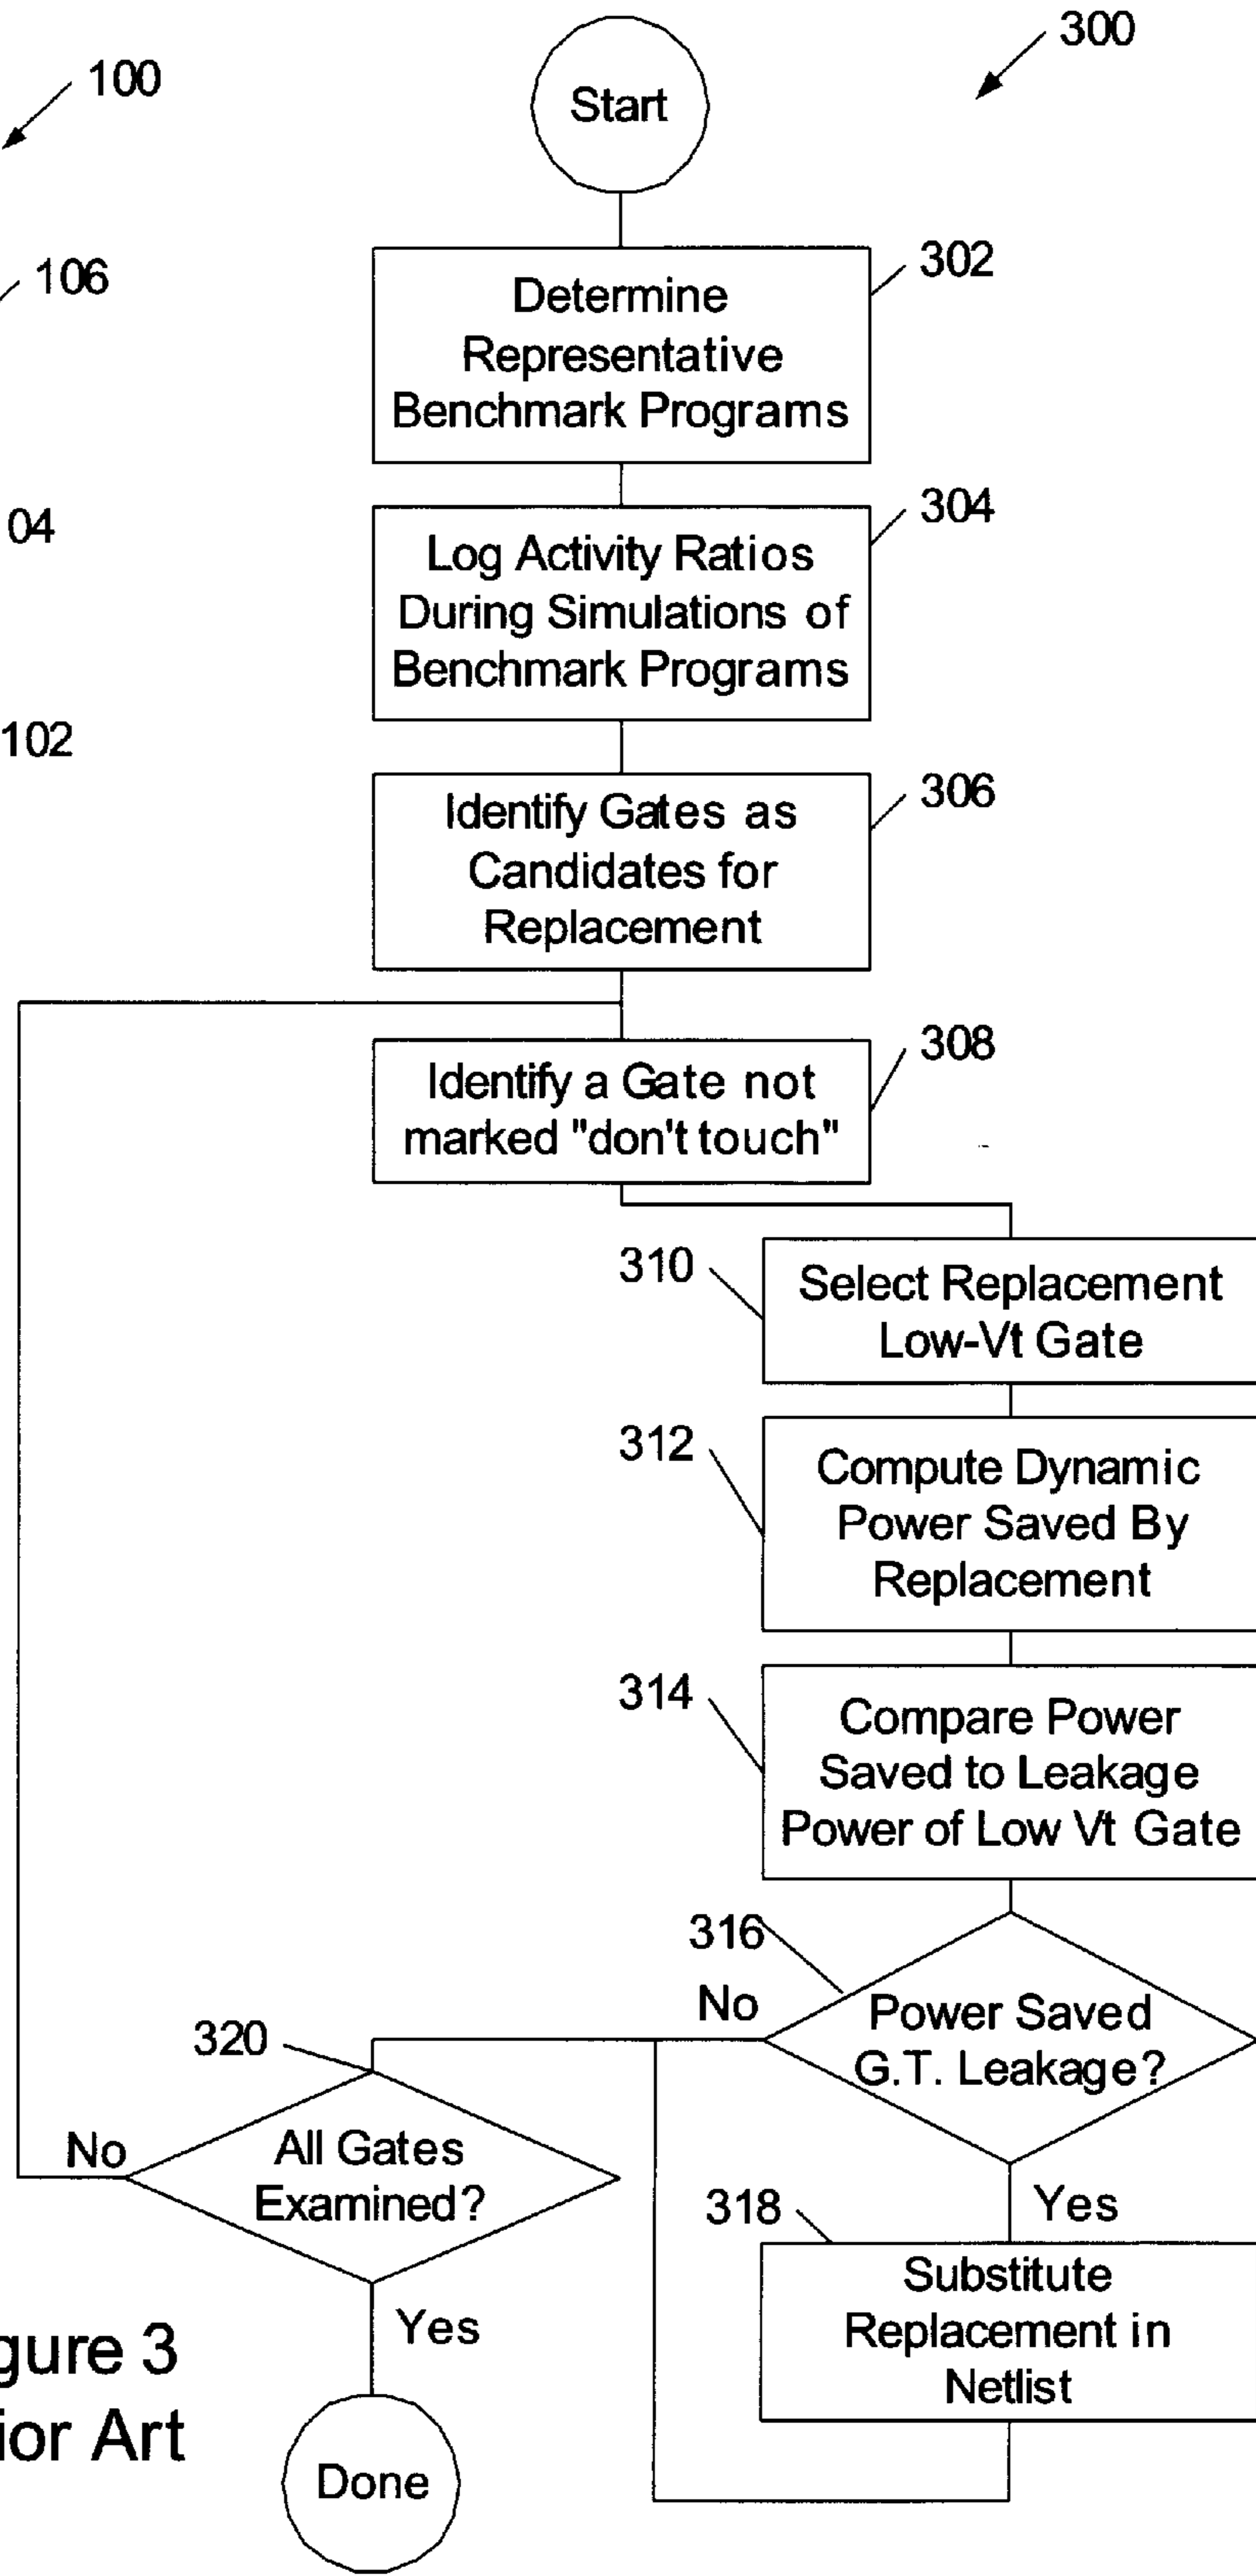 300
100
Start
302
Determine
Representative
Benchmark Programs
106
304
Log Activity Ratios
During Simulations of
Benchmark Programs
04
102
306
Identify Gates as
Candidates for
Replacement
308
Identify a Gate not
marked "don't touch"
310
Select Replacement
Low-Vt Gate
312
Compute Dynamic
Power Saved By
Replacement
314
Compare Power
Saved to Leakage
Power of Low Vt Gate
316
No
Power Saved
G.T. Leakage?
320
No
All Gates
Examined?
Yes
318
Substitute
Replacement in
Netlist
Yes
gure 3
ior Art
Done